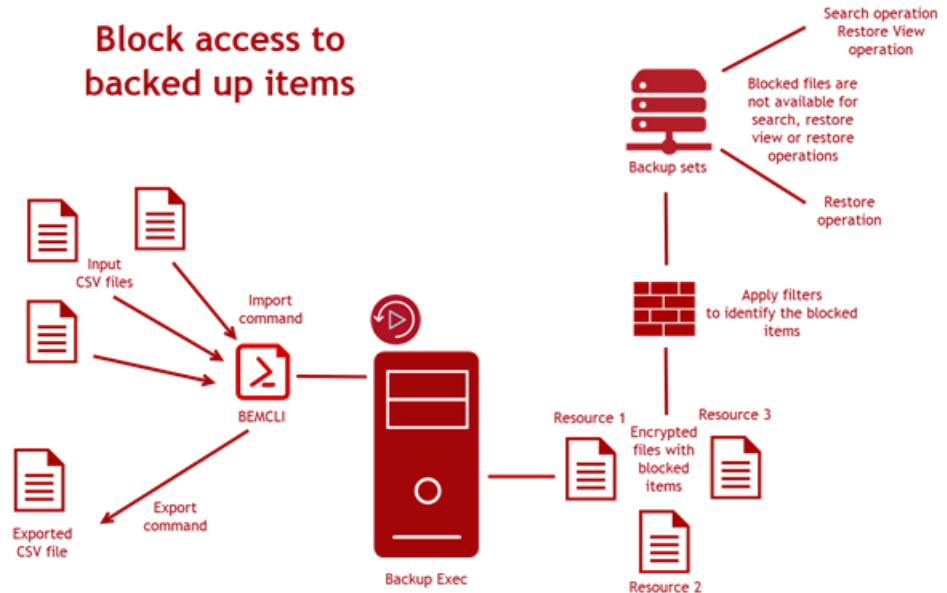 Block access to
backed up items
Search operation
Restore View
operation
Blocked files are
not available for
search, restore
view or restore
operations
Backup sets
Restore
operation
Input
CSV files
Import
command
Apply filters
to identify the blocked
items
BEMCLI
Resource 1
Resource 3
Encrypted
files with
blocked
items
Export
command
Exported
CSV file
Backup Exec
Resource 2